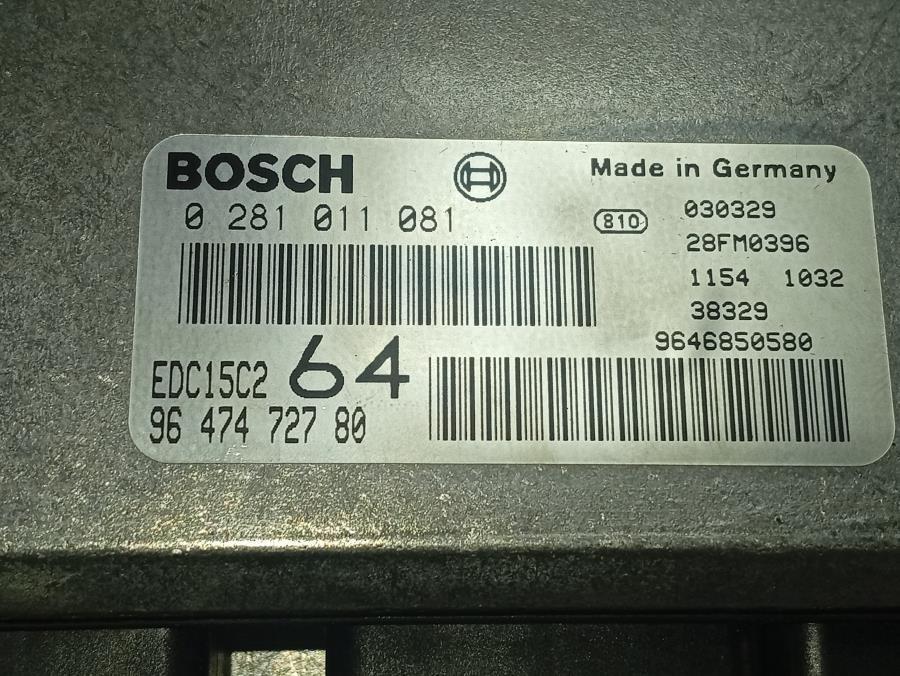 BOSCH
Made in Germany
0 281 011 081
810
030329
28FM0396
1154 1032
38329
9646850580
EDC15C2 64
96 474 727 80